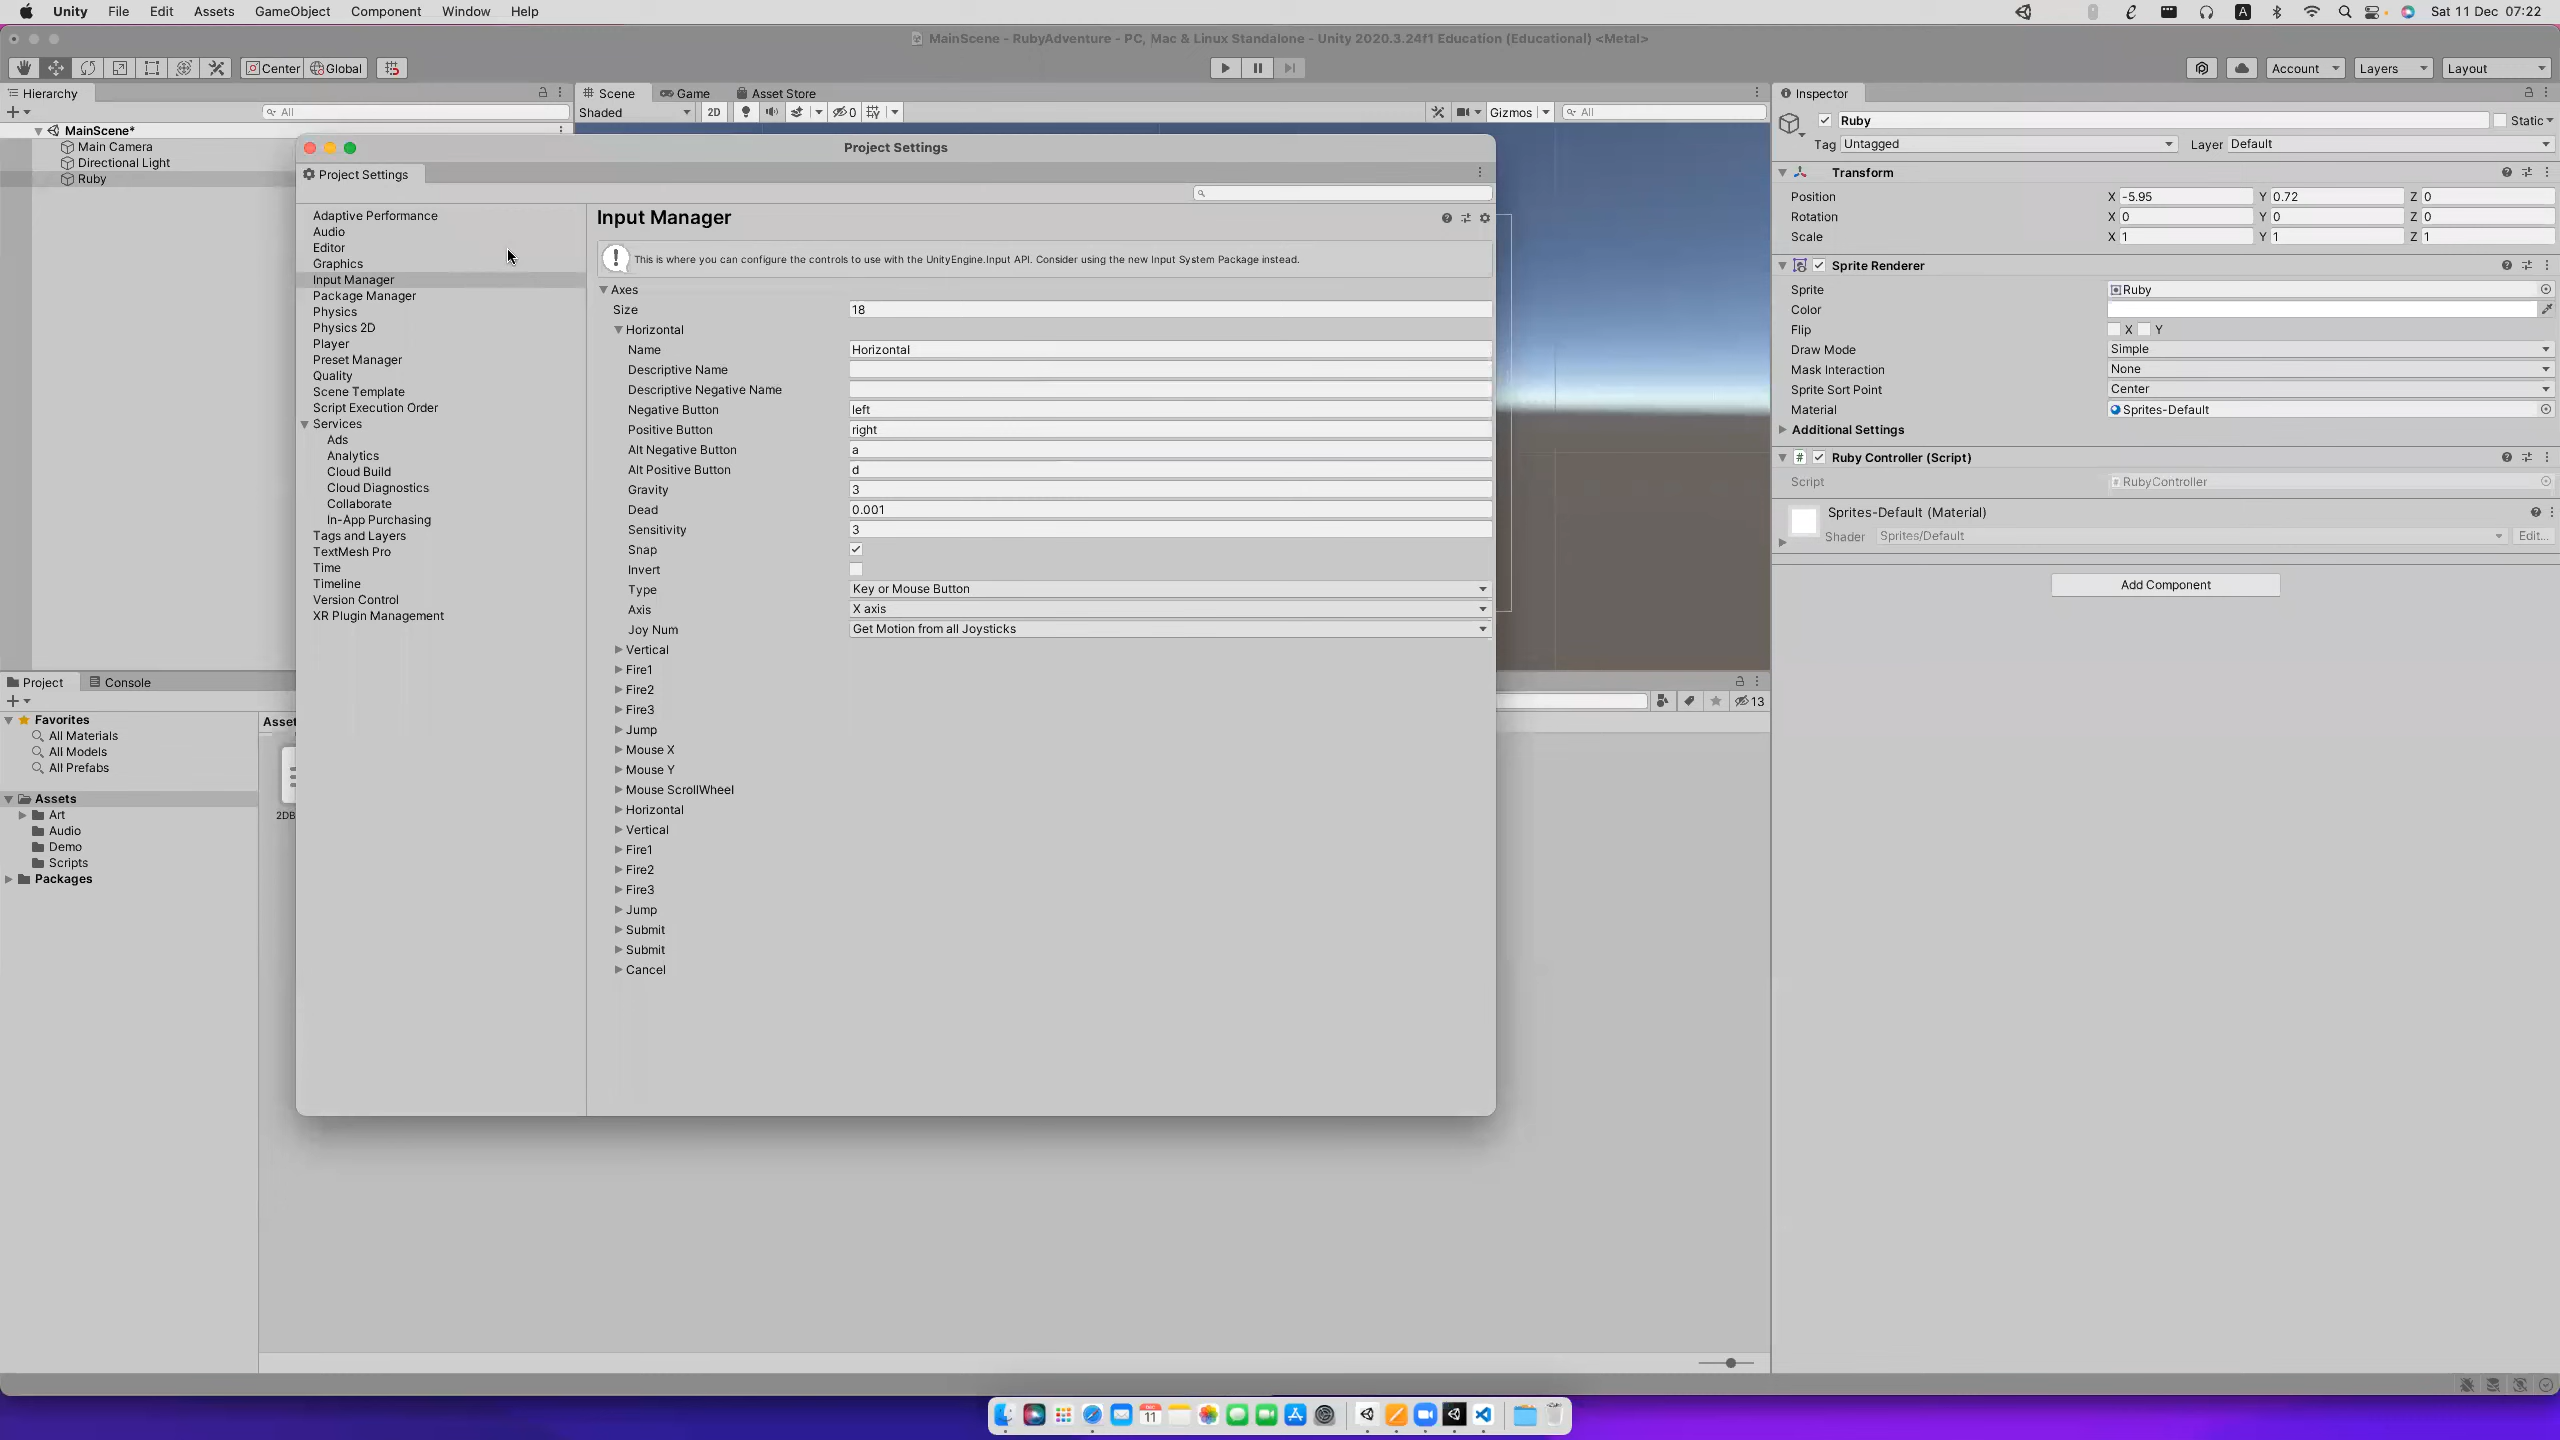 Unity File Edit Assets GameObject Component Window Help
A
Sat 11 Dec 07:22
MainScene - RubyAdventure - PC, Mac & Linux Standalone - Unity 2020.3.24f1 Education (Educational) <Metal>
Center Global
Account Layers Layout
Hierarchy
All
MainScene*
Main Camera
Directional Light
Ruby
Scene Game Asset Store
Shaded 2D 0 Gizmos All
Project Settings
Project Settings
Adaptive Performance
Audio
Editor
Graphics
Input Manager
Package Manager
Physics
Physics 2D
Player
Preset Manager
Quality
Scene Template
Script Execution Order
Services
Ads
Analytics
Cloud Build
Cloud Diagnostics
Collaborate
In-App Purchasing
Tags and Layers
TextMesh Pro
Time
Timeline
Version Control
XR Plugin Management
Input Manager
This is where you can configure the controls to use with the UnityEngine.Input API. Consider using the new Input System Package instead.
Axes
Size 18
Horizontal
Name Horizontal
Descriptive Name
Descriptive Negative Name
Negative Button left
Positive Button right
Alt Negative Button a
Alt Positive Button d
Gravity 3
Dead 0.001
Sensitivity 3
Snap
Invert
Type Key or Mouse Button
Axis X axis
Joy Num Get Motion from all Joysticks
Vertical
Fire1
Fire2
Fire3
Jump
Mouse X
Mouse Y
Mouse ScrollWheel
Horizontal
Vertical
Fire1
Fire2
Fire3
Jump
Submit
Submit
Cancel
Inspector
Ruby Static
Tag Untagged Layer Default
Transform
Position X -5.95 Y 0.72 Z 0
Rotation X 0 Y 0 Z 0
Scale X 1 Y 1 Z 1
Sprite Renderer
Sprite Ruby
Color
Flip X Y
Draw Mode Simple
Mask Interaction None
Sprite Sort Point Center
Material Sprites-Default
Additional Settings
# Ruby Controller (Script)
Script # RubyController
Sprites-Default (Material)
Shader Sprites/Default Edit...
Add Component
Project Console
13
Favorites
All Materials
All Models
All Prefabs
Assets
Art
Audio
Demo
Scripts
Packages
Asset
2DB
DEC
11